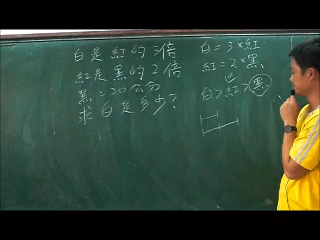 白是紅的3倍
紅是黑的2倍
黑=20公分
求白是多少?
白=3×紅
紅=2×黑
白>紅>黑